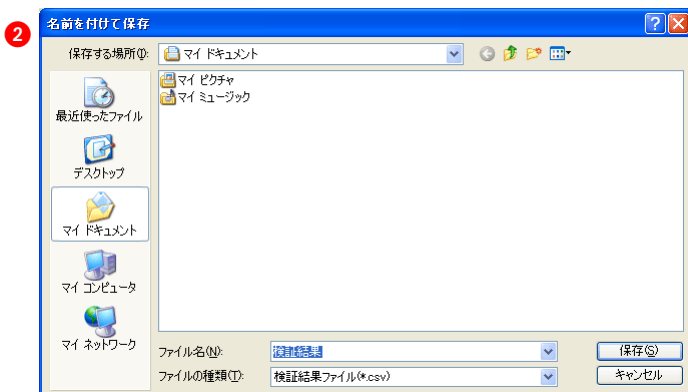 2
名前を付けて保存
保存する場所(I):
マイ ドキュメント
マイ ピクチャ
マイ ミュージック
最近使ったファイル
デスクトップ
マイ ドキュメント
マイ コンピュータ
マイ ネットワーク
ファイル名(N):
検証結果
保存(S)
ファイルの種類(T):
検証結果ファイル(*.csv)
キャンセル